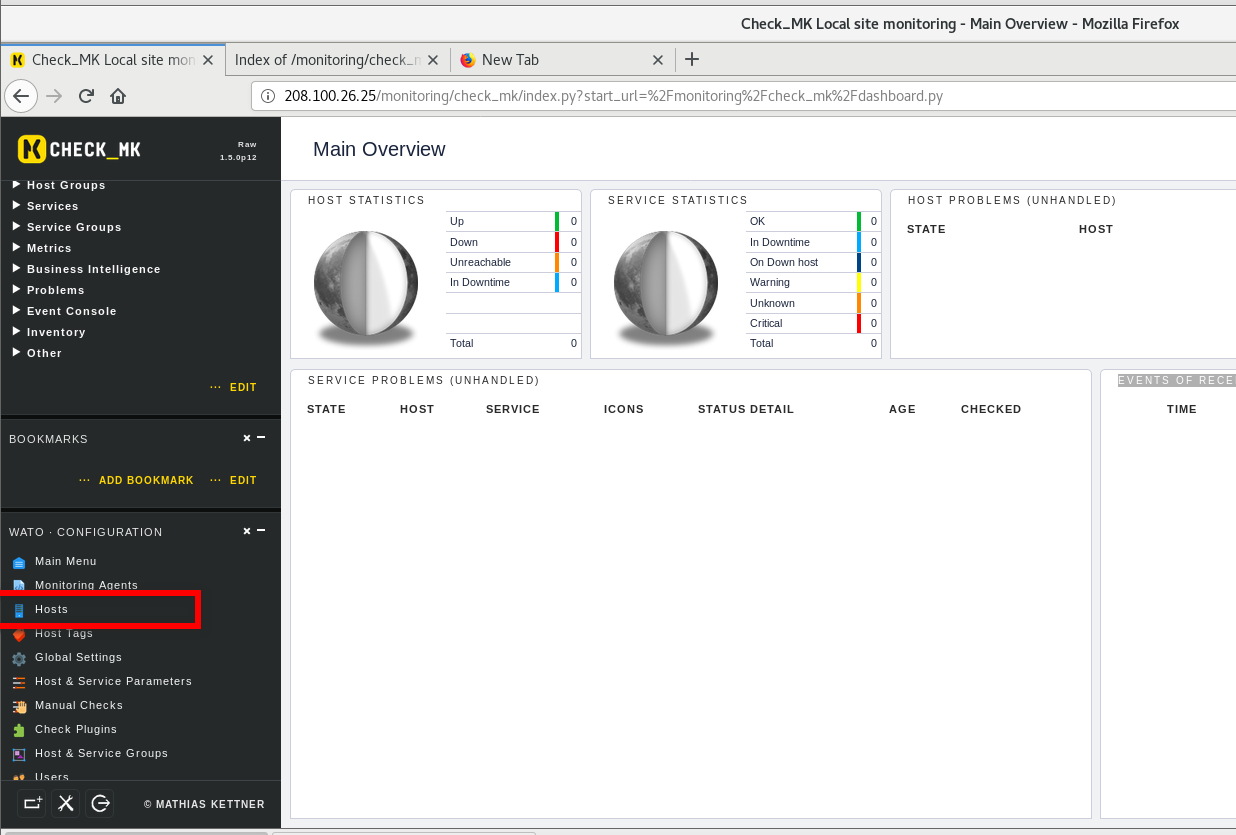 Check_MK Local site monitoring - Main Overview - Mozilla Firefox
Check_MK Local site mon
Index of /monitoring/check_n
New Tab
208.100.26.25/monitoring/check_mk/index.py?start_url=%2Fmonitoring%2Fcheck_mk%2Fdashboard.py
CHECK_MK
Raw
1.5.0p12
Host Groups
Services
Service Groups
Metrics
Business Intelligence
Problems
Event Console
Inventory
Other
··· EDIT
BOOKMARKS
··· ADD BOOKMARK ··· EDIT
WATO · CONFIGURATION
Main Menu
Monitoring Agents
Hosts
Host Tags
Global Settings
Host & Service Parameters
Manual Checks
Check Plugins
Host & Service Groups
Users
© MATHIAS KETTNER
Main Overview
HOST STATISTICS
Up 0
Down 0
Unreachable 0
In Downtime 0
Total 0
SERVICE STATISTICS
OK 0
In Downtime 0
On Down host 0
Warning 0
Unknown 0
Critical 0
Total 0
HOST PROBLEMS (UNHANDLED)
STATE HOST
SERVICE PROBLEMS (UNHANDLED)
STATE HOST SERVICE ICONS STATUS DETAIL AGE CHECKED
EVENTS OF RECE
TIME